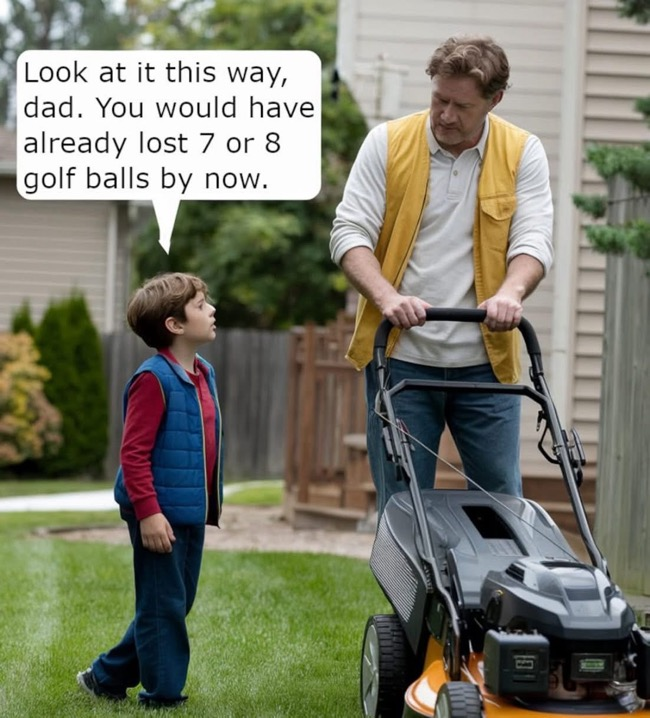 Look at it this way,
dad. You would have
already lost 7 or 8
golf balls by now.